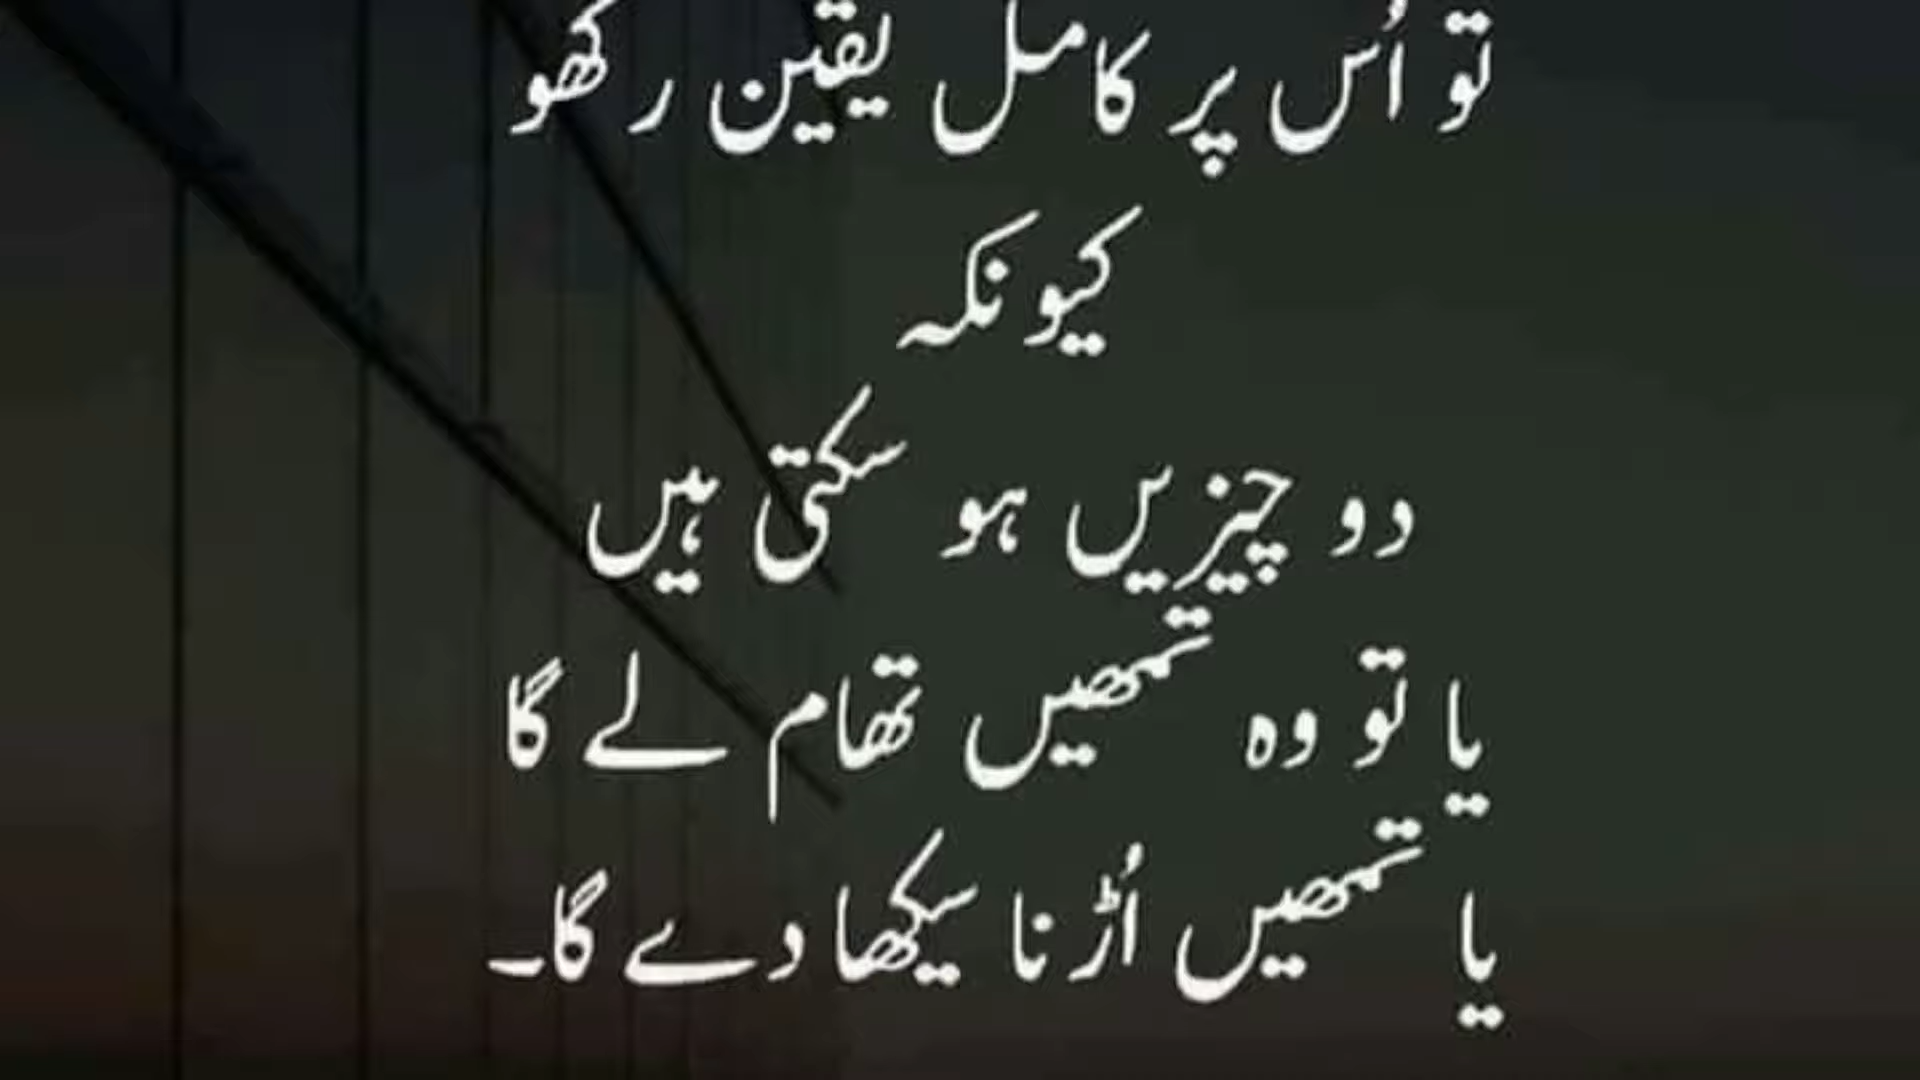 تو اُس پر کامل یقین رکھو
کیونکہ
دو چیزیں ہو سکتی ہیں
یا تو وہ تمھیں تھام لے گا
یا تمھیں اُڑنا سیکھا دے گا۔